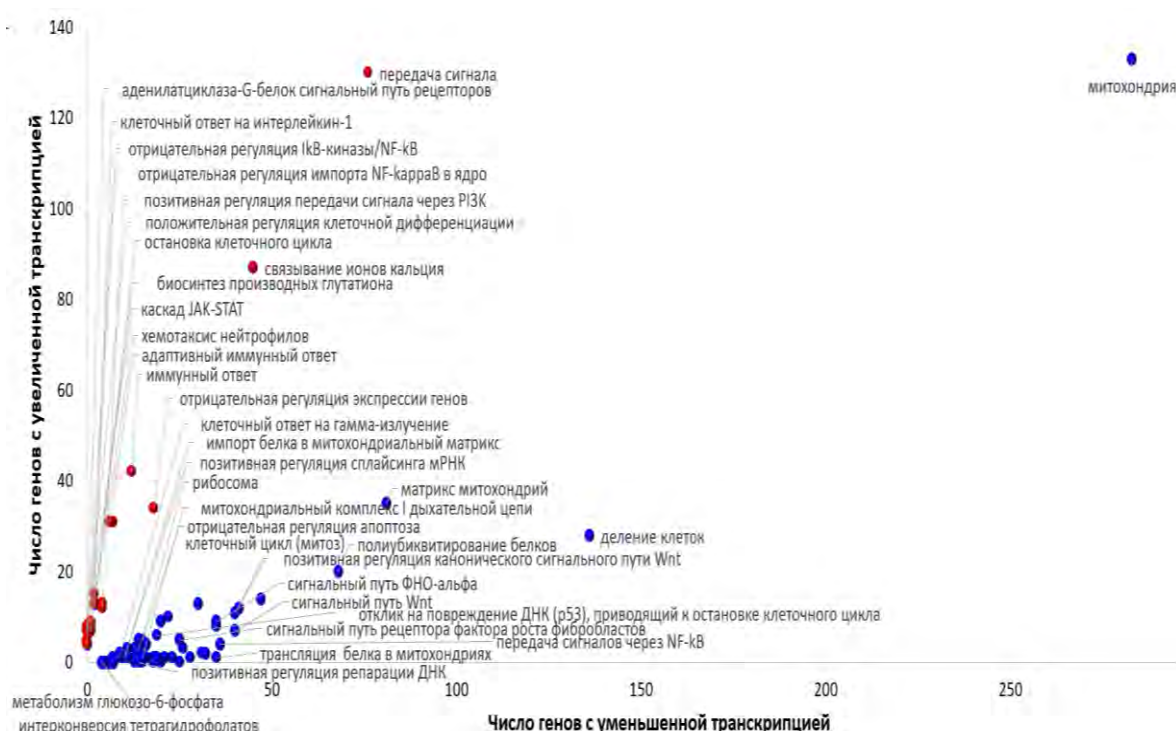 140
передача сигнала
митохондрия
аденилатциклаза-G-белок сигнальный путь рецепторов
120
клеточный ответ на интерлейкин-1
отрицательная регуляция IkB-киназы/NF-kB
отрицательная регуляция импорта NF-kappaB в ядро
100
позитивная регуляция передачи сигнала через PI3K
положительная регуляция клеточной дифференциации
остановка клеточного цикла
связывание ионов кальция
биосинтез производных глутатиона
80
каскад JAK-STAT
хемотаксис нейтрофилов
адаптивный иммунный ответ
иммунный ответ
60
отрицательная регуляция экспрессии генов
клеточный ответ на гамма-излучение
импорт белка в митохондриальный матрикс
позитивная регуляция сплайсинга мРНК
рибосома
40
матрикс митохондрий
митохондриальный комплекс I дыхательной цепи
отрицательная регуляция апоптоза
деление клеток
клеточный цикл (митоз)
полиубиквитирование белков
позитивная регуляция канонического сигнального пути Wnt
20
сигнальный путь ФНО-альфа
сигнальный путь Wnt
отклик на повреждение ДНК (p53), приводящий к остановке клеточного цикла
сигнальный путь рецептора фактора роста фибробластов
передача сигналов через NF-kB
трансляция белка в митохондриях
0
позитивная регуляция репарации ДНК
0 50 100 150 200 250
метаболизм глюкозо-6-фосфата
интерконверсия тетрагидрофолатов
Число генов с уменьшенной транскрипцией
Число генов с увеличенной транскрипцией